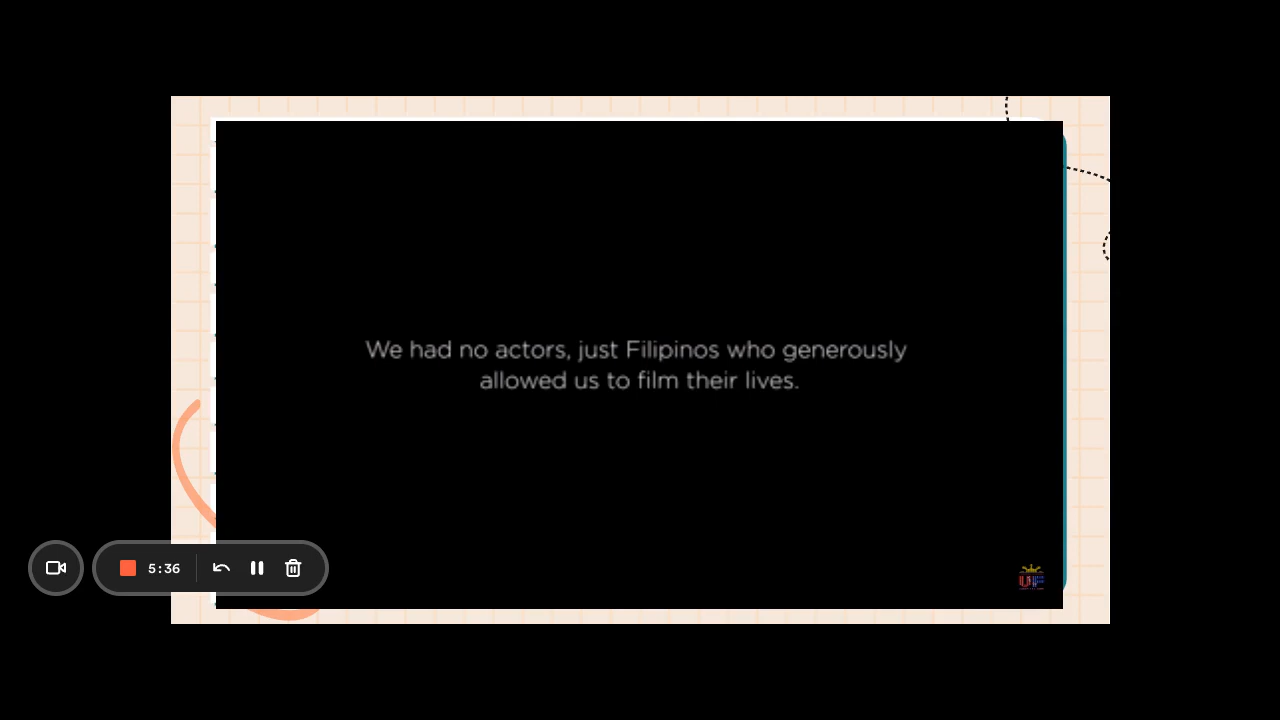 We had no actors, just Filipinos who generously
allowed us to film their lives.
5:36